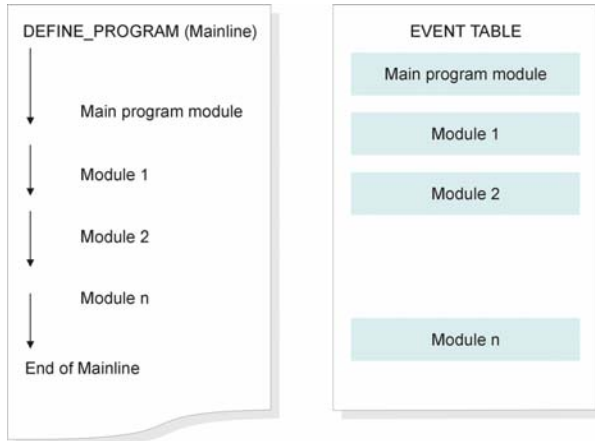 DEFINE_PROGRAM (Mainline)
Main program module
Module 1
Module 2
Module n
End of Mainline
EVENT TABLE
Main program module
Module 1
Module 2
Module n